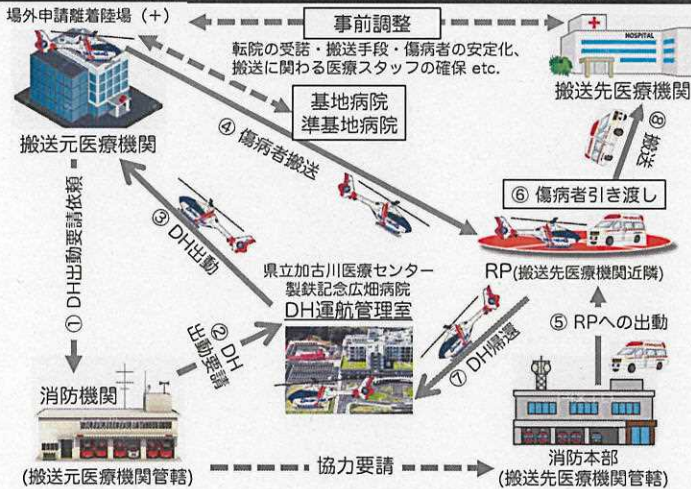 場外申請離着陸場（+）
事前調整
転院の受諾・搬送手段・傷病者の安定化、
搬送に関わる医療スタッフの確保 etc.
HOSPITAL
搬送先医療機関
基地病院
準基地病院
搬送元医療機関
④ 傷病者搬送
⑧ 搬送
⑥ 傷病者引き渡し
③ DH出動
RP(搬送先医療機関近隣)
① DH出動要請依頼
県立加古川医療センター
製鉄記念広畑病院
DH運航管理室
② DH
出動要請
⑤ RPへの出動
⑦ DH帰還
消防機関
(搬送元医療機関管轄)
協力要請
消防本部
(搬送先医療機関管轄)